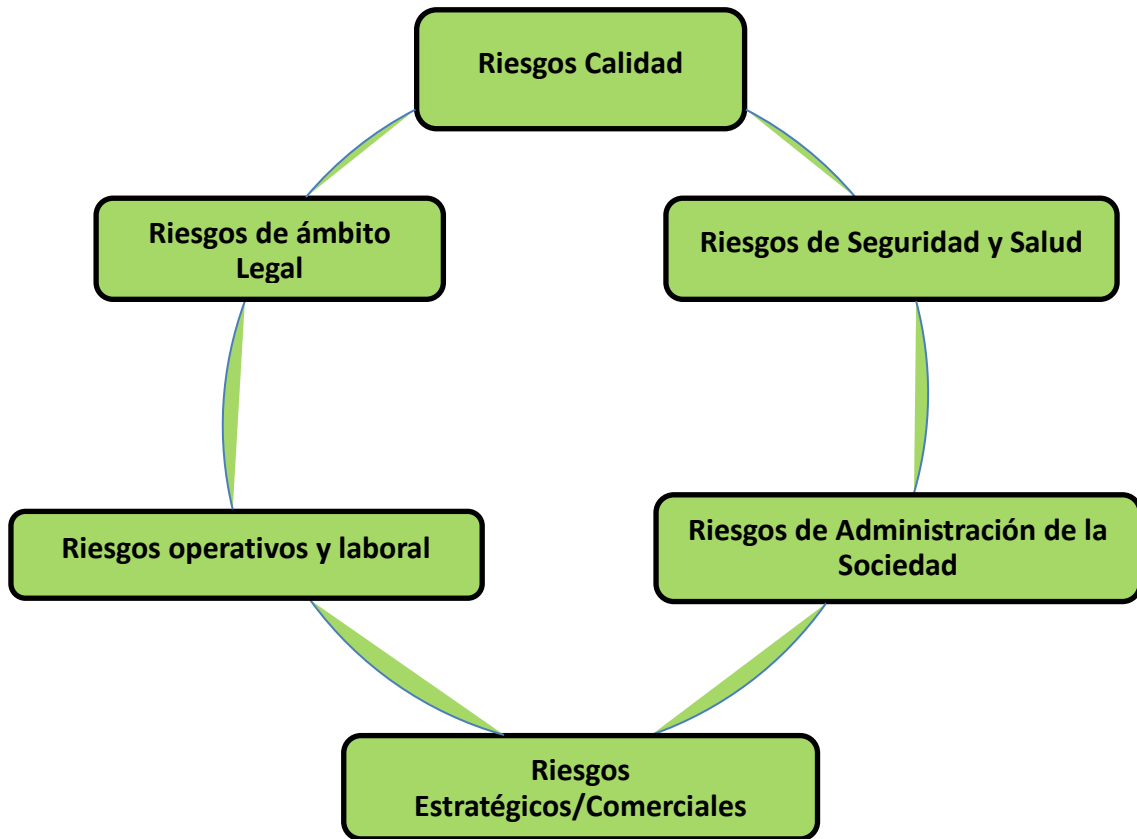 Riesgos Calidad
Riesgos de ámbito
Legal
Riesgos de Seguridad y Salud
Riesgos operativos y laboral
Riesgos de Administración de la
Sociedad
Riesgos
Estratégicos/Comerciales